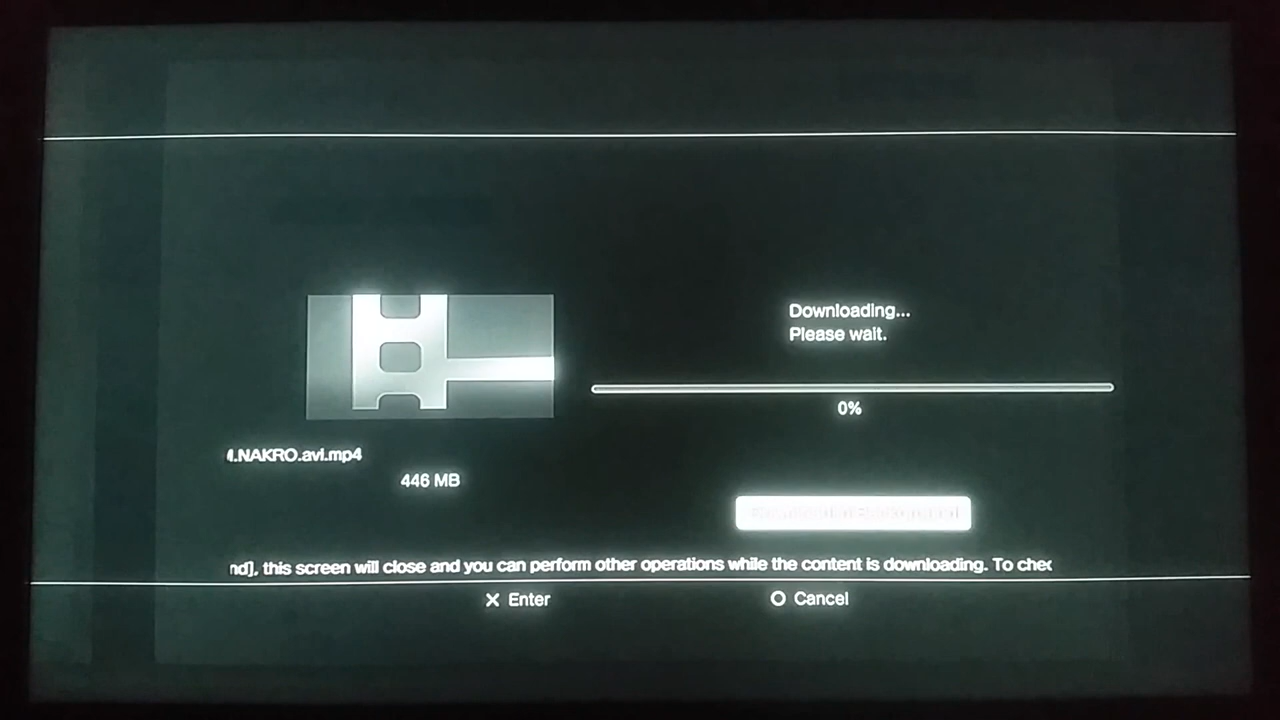 Downloading...
Please wait.
0%
.NAKRO.avi.mp4
446 MB
nd], this screen will close and you can perform other operations while the content is downloading. To chec
Enter
Cancel